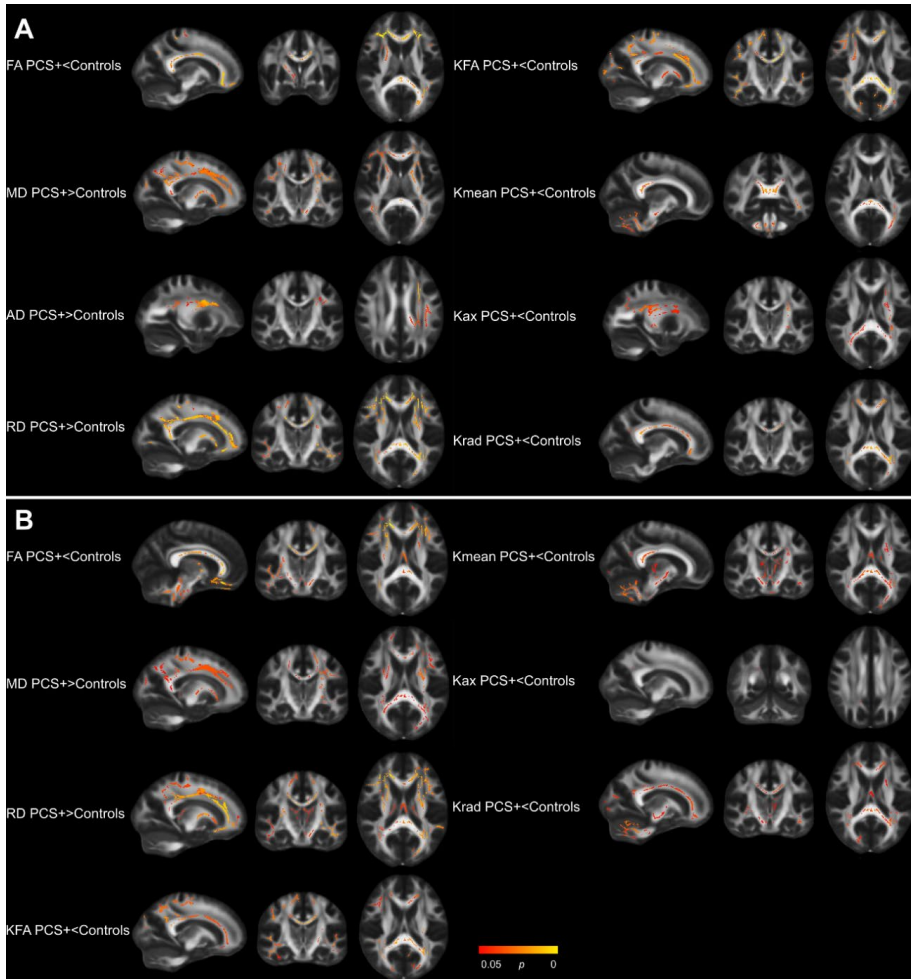 A
FA PCS+<Controls
MD PCS+>Controls
AD PCS+>Controls
RD PCS+>Controls
KFA PCS+<Controls
Kmean PCS+<Controls
Kax PCS+<Controls
Krad PCS+<Controls
B
FA PCS+<Controls
MD PCS+>Controls
RD PCS+>Controls
KFA PCS+<Controls
Kmean PCS+<Controls
Kax PCS+<Controls
Krad PCS+<Controls
0.05 p 0